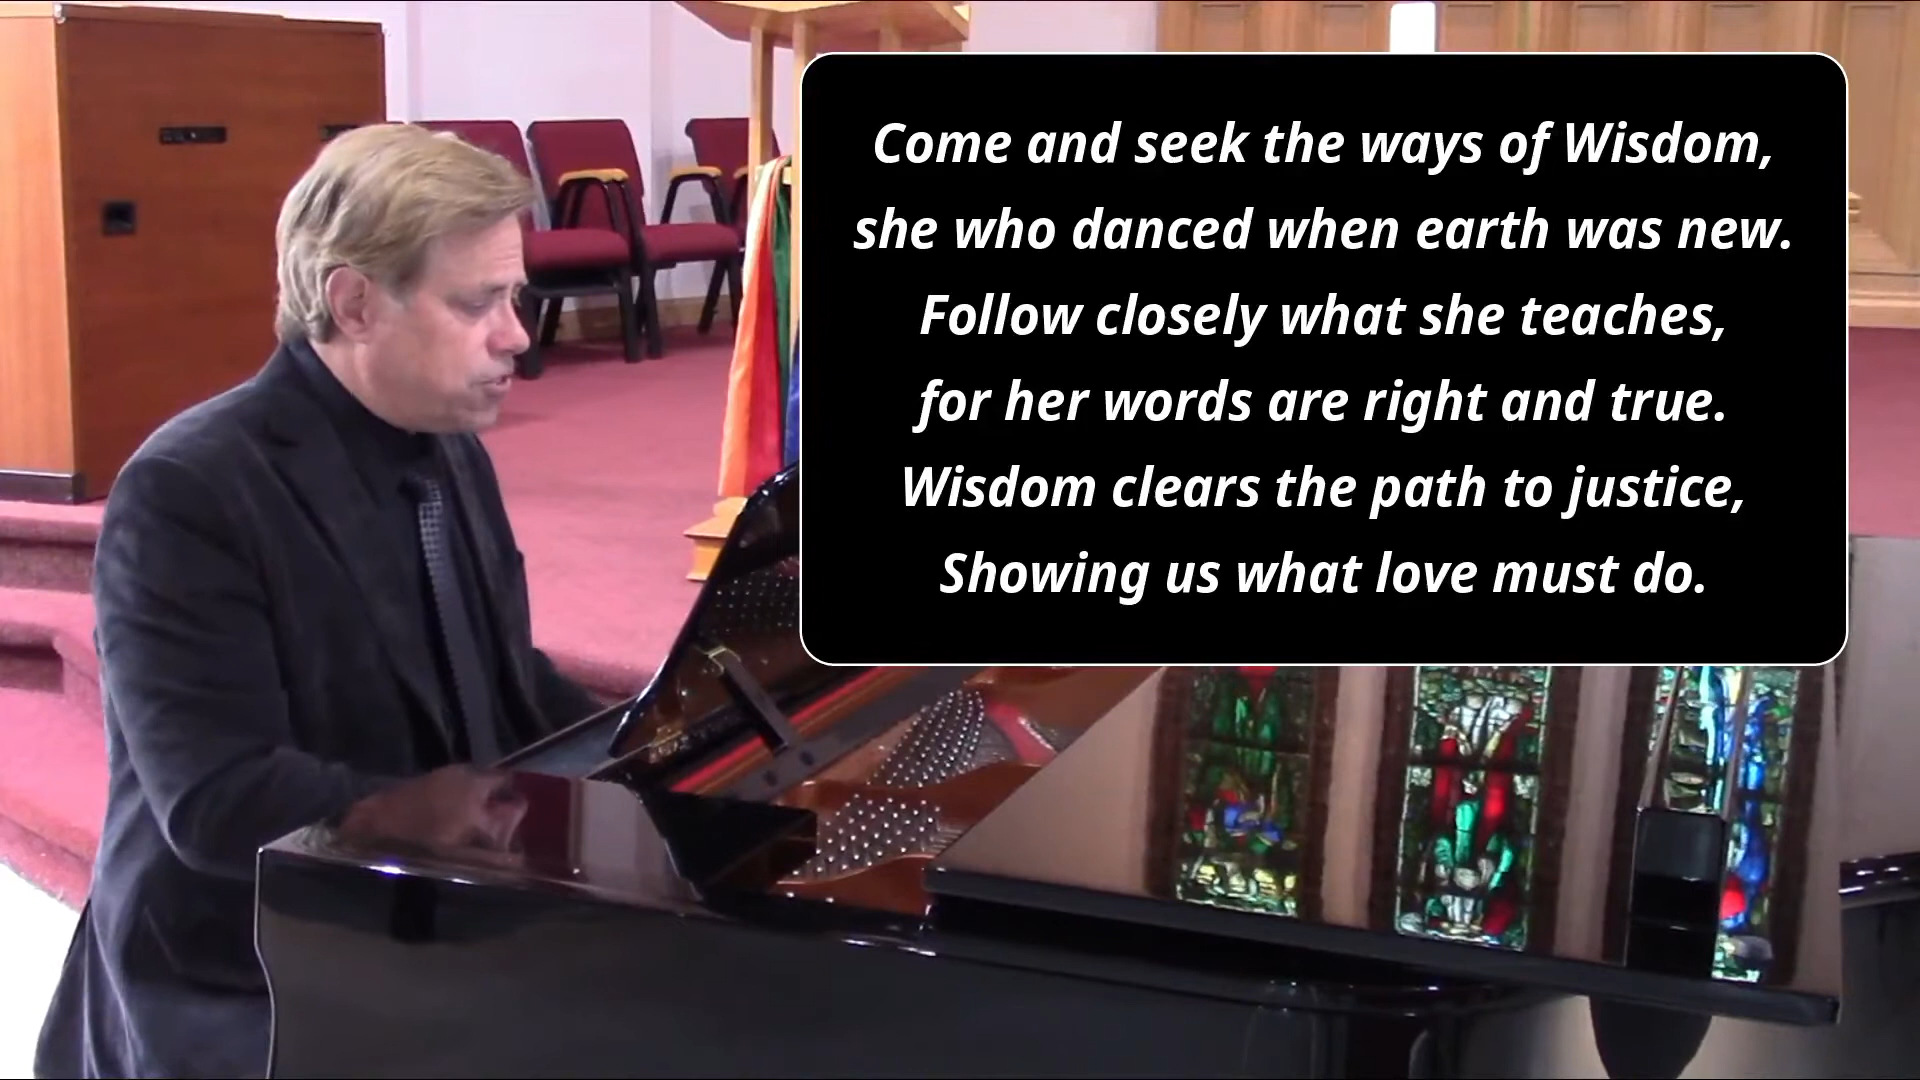 Come and seek the ways of Wisdom,
she who danced when earth was new.
Follow closely what she teaches,
for her words are right and true.
Wisdom clears the path to justice,
Showing us what love must do.